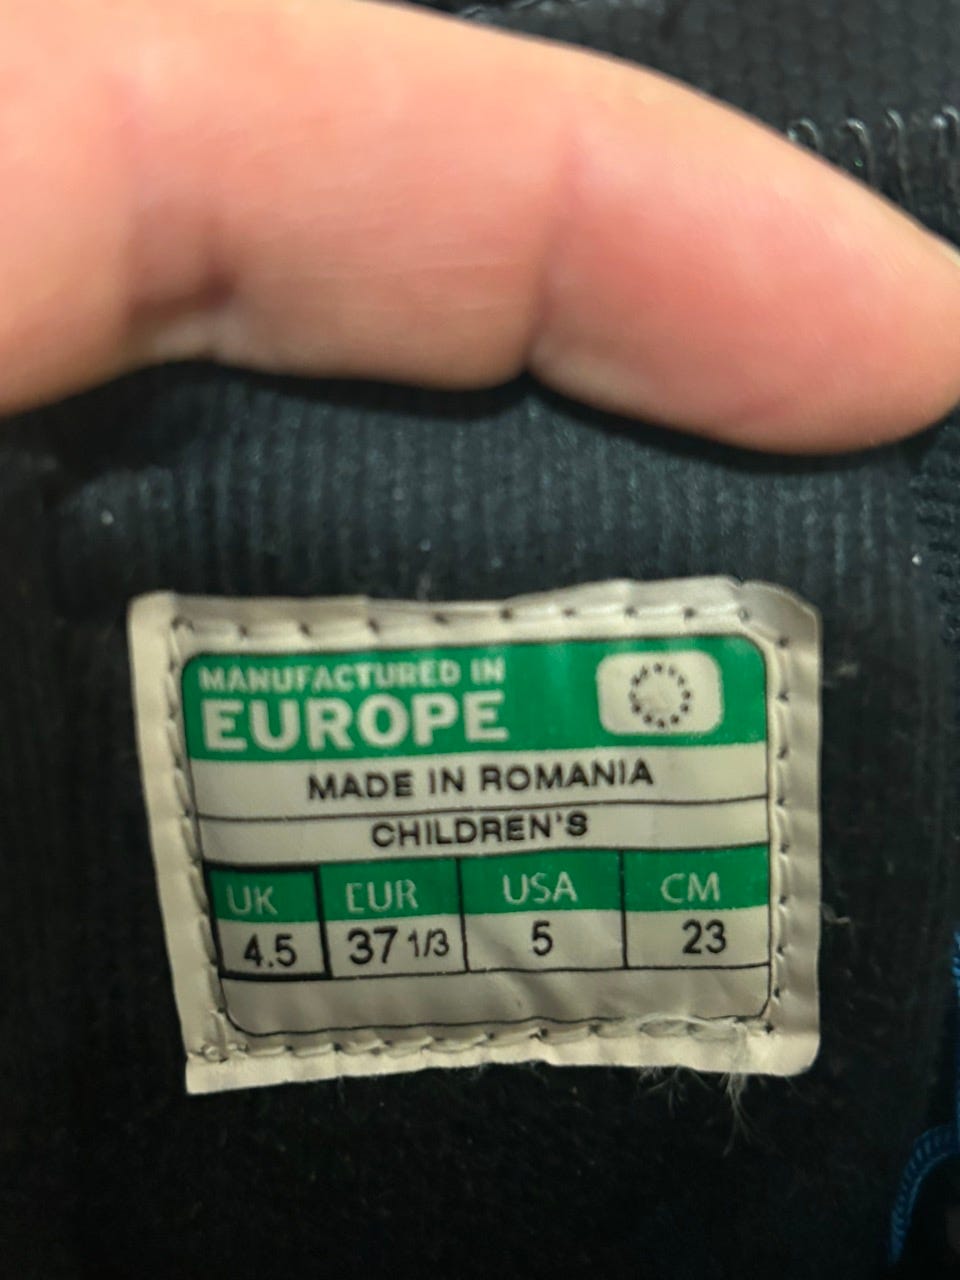 MANUFACTURED IN
EUROPE
MADE IN ROMANIA
CHILDREN'S
UK EUR USA CM
4.5 37 1/3 5 23